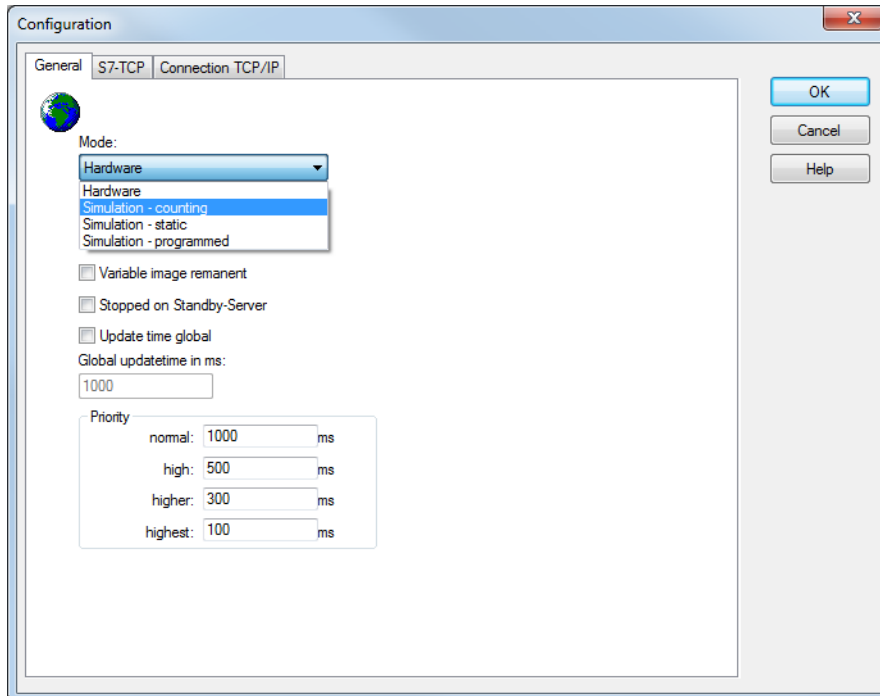 Configuration
General S7-TCP Connection TCP/IP
OK
Cancel
Help
Mode:
Hardware
Hardware
Simulation - counting
Simulation - static
Simulation - programmed
Variable image remanent
Stopped on Standby-Server
Update time global
Global updatetime in ms:
1000
Priority
normal: 1000 ms
high: 500 ms
higher: 300 ms
highest: 100 ms